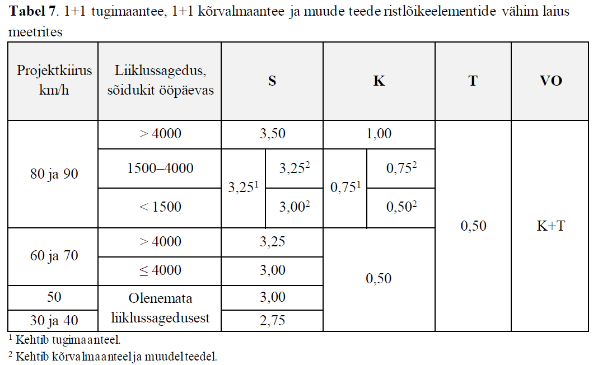 Tabel 7. 1+1 tugimaantee, 1+1 kõrvalmaantee ja muude teede ristlõikeelementide vähim laius
meetrites
Projektkiirus km/h | Liiklussagedus, sõidukit ööpäevas | S | K | T | VO
80 ja 90 | > 4000 | 3,50 | 1,00 | 0,50 | K+T
1500–4000 | 3,25¹ | 3,25² | 0,75¹ | 0,75²
< 1500 | 3,00² | 0,50²
60 ja 70 | > 4000 | 3,25 | 0,50
≤ 4000 | 3,00
50 | Olenemata liiklussagedusest | 3,00
30 ja 40 | 2,75
¹ Kehtib tugimaanteel.
² Kehtib kõrvalmaanteel ja muudel teedel.